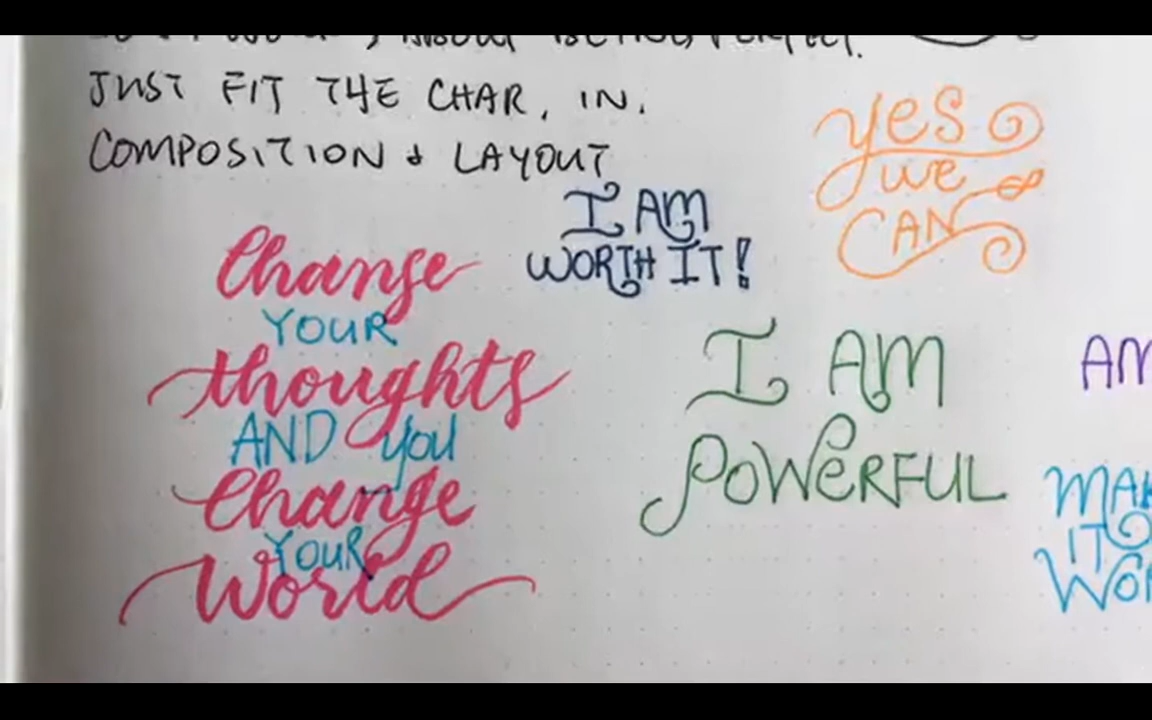 JUST FIT THE CHAR. IN.
COMPOSITION & LAYOUT
yes
we
CAN
I AM
WORTH IT!
Change
YOUR
thoughts
AND you
Change
YOUR
World
I AM
POWERFUL
IT